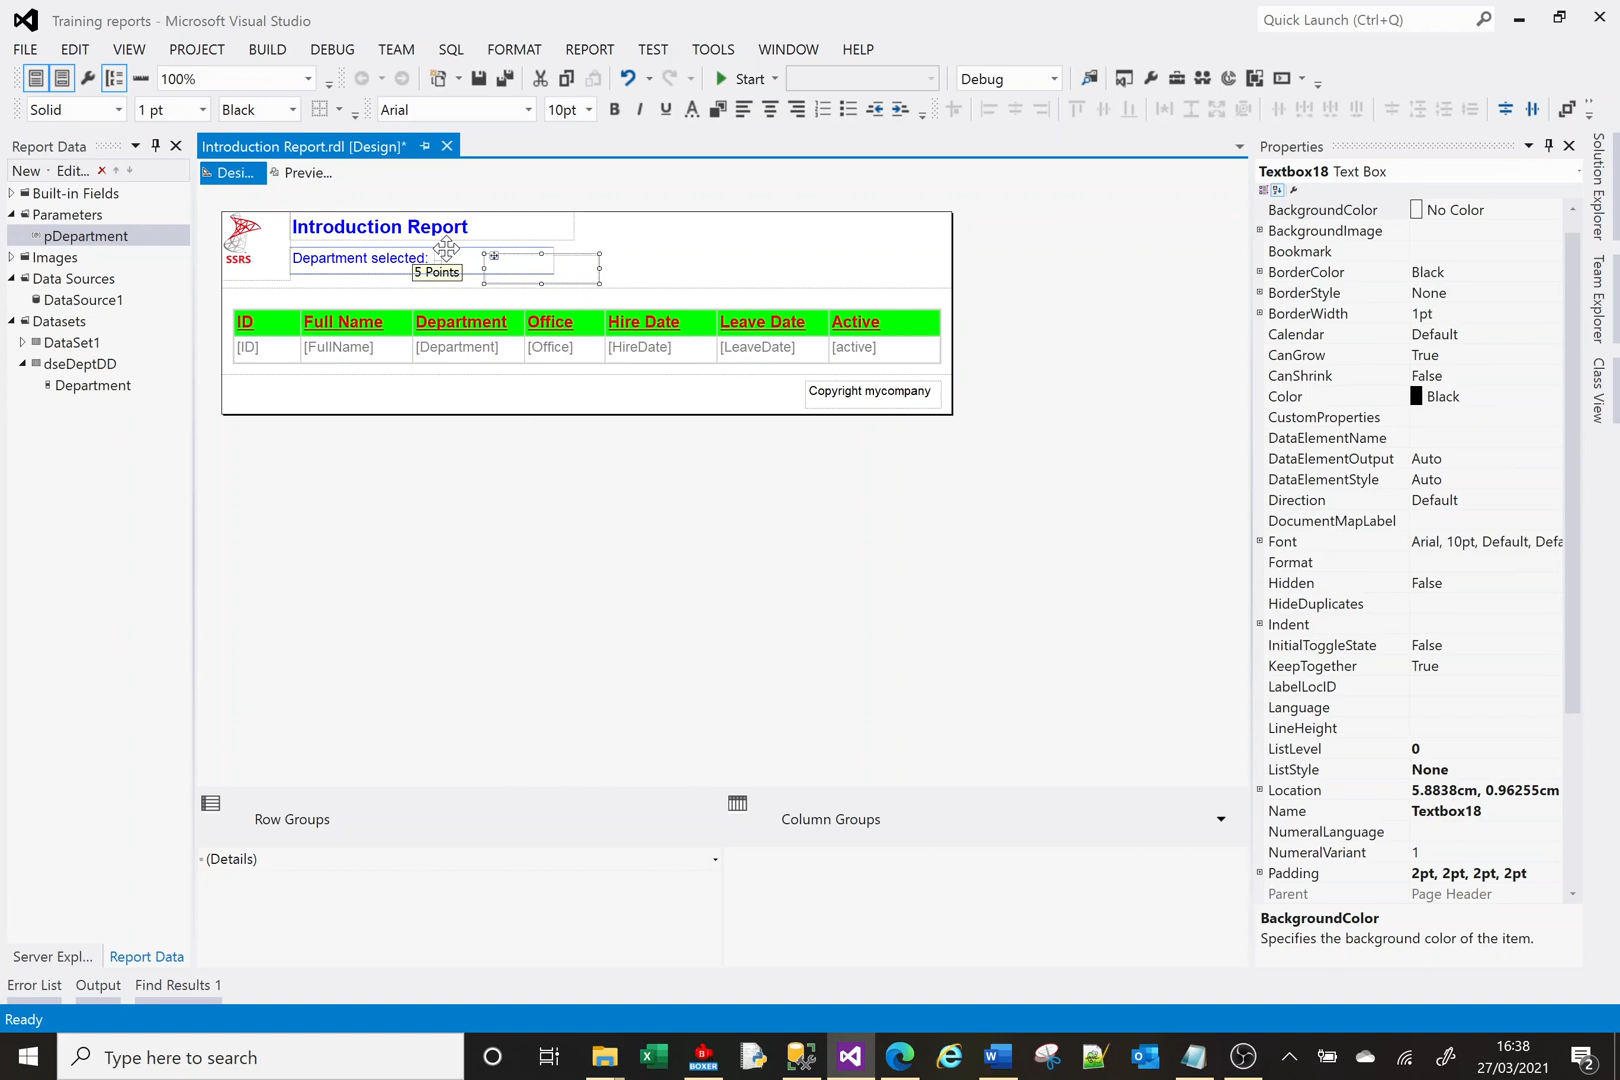 Training reports - Microsoft Visual Studio
Quick Launch (Ctrl+Q)
FILE EDIT VIEW PROJECT BUILD DEBUG TEAM SQL FORMAT REPORT TEST TOOLS WINDOW HELP
100% Start Debug
Solid 1 pt Black Arial 10pt B I U A
Report Data
New Edit...
Built-in Fields
Parameters
pDepartment
Images
Data Sources
DataSource1
Datasets
DataSet1
dseDeptDD
Department
Server Expl... Report Data
Introduction Report.rdl [Design]*
Desi... Previe...
SSRS
Introduction Report
Department selected:
5 Points
ID Full Name Department Office Hire Date Leave Date Active
[ID] [FullName] [Department] [Office] [HireDate] [LeaveDate] [active]
Copyright mycompany
Row Groups Column Groups
(Details)
Properties
Textbox18 Text Box
BackgroundColor No Color
BackgroundImage
Bookmark
BorderColor Black
BorderStyle None
BorderWidth 1pt
Calendar Default
CanGrow True
CanShrink False
Color Black
CustomProperties
DataElementName
DataElementOutput Auto
DataElementStyle Auto
Direction Default
DocumentMapLabel
Font Arial, 10pt, Default, Defa
Format
Hidden False
HideDuplicates
Indent
InitialToggleState False
KeepTogether True
LabelLocID
Language
LineHeight
ListLevel 0
ListStyle None
Location 5.8838cm, 0.96255cm
Name Textbox18
NumeralLanguage
NumeralVariant 1
Padding 2pt, 2pt, 2pt, 2pt
Parent Page Header
BackgroundColor
Specifies the background color of the item.
Solution Explorer
Team Explorer
Class View
Error List Output Find Results 1
Ready
Type here to search
BOXER
16:38
27/03/2021
2